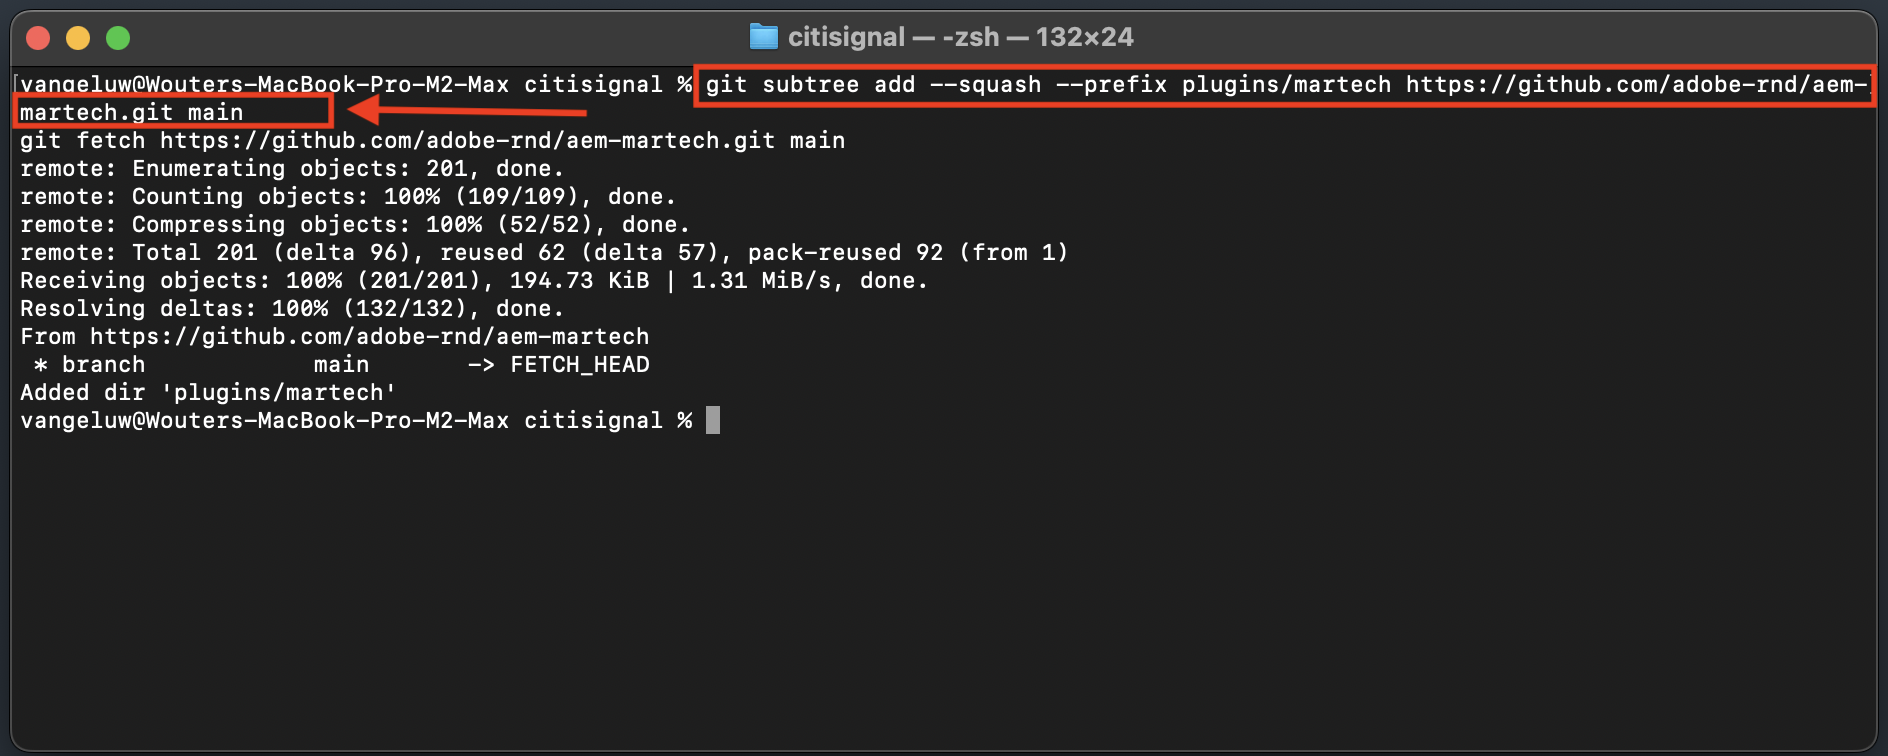 citisignal — -zsh — 132×24
[vangeluw@Wouters-MacBook-Pro-M2-Max citisignal % git subtree add --squash --prefix plugins/martech https://github.com/adobe-rnd/aem-]
martech.git main
git fetch https://github.com/adobe-rnd/aem-martech.git main
remote: Enumerating objects: 201, done.
remote: Counting objects: 100% (109/109), done.
remote: Compressing objects: 100% (52/52), done.
remote: Total 201 (delta 96), reused 62 (delta 57), pack-reused 92 (from 1)
Receiving objects: 100% (201/201), 194.73 KiB | 1.31 MiB/s, done.
Resolving deltas: 100% (132/132), done.
From https://github.com/adobe-rnd/aem-martech
 * branch            main       -> FETCH_HEAD
Added dir 'plugins/martech'
vangeluw@Wouters-MacBook-Pro-M2-Max citisignal %